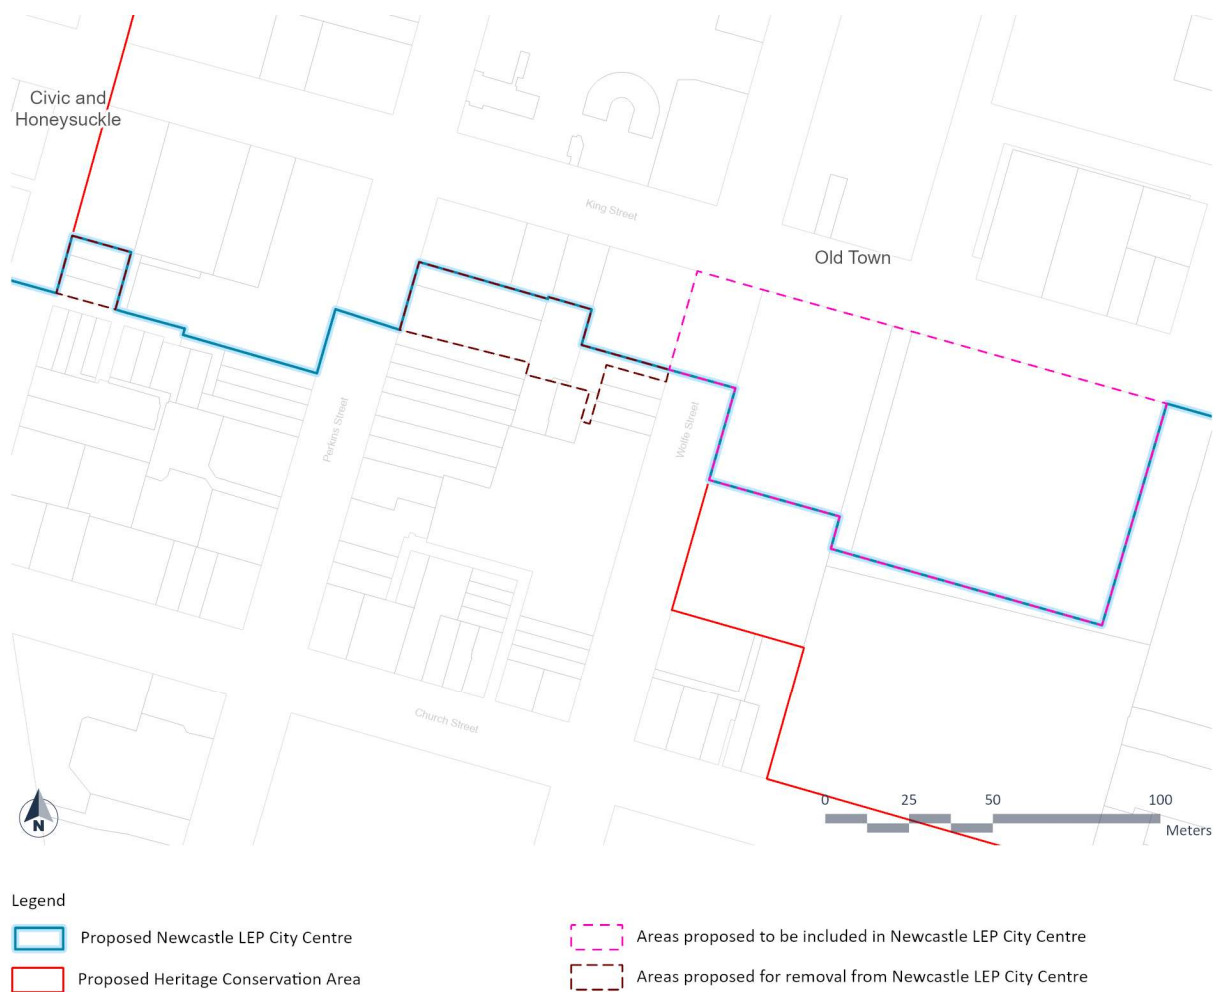 Civic and
Honeysuckle
King Street
Old Town
Perkins Street
Wolfe Street
Church Street
N
0 25 50 100
Meters
Legend
Proposed Newcastle LEP City Centre
Areas proposed to be included in Newcastle LEP City Centre
Proposed Heritage Conservation Area
Areas proposed for removal from Newcastle LEP City Centre